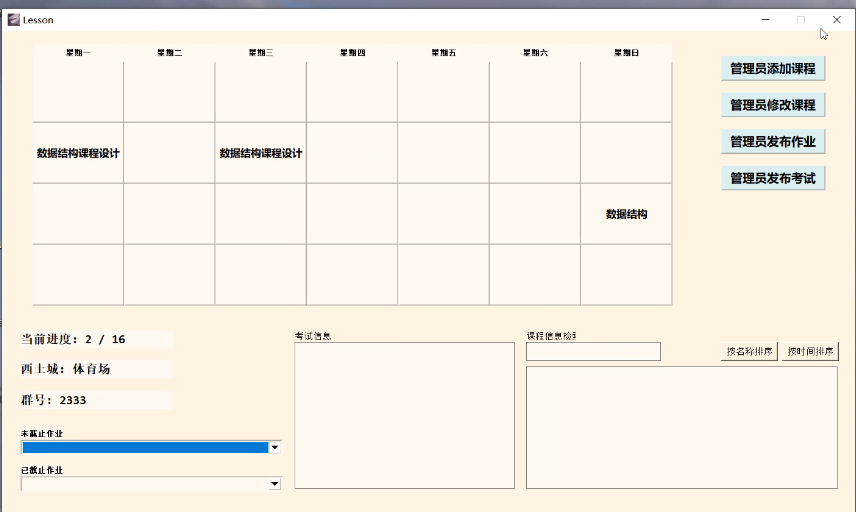 Lesson
星期一 星期二 星期三 星期四 星期五 星期六 星期日
管理员添加课程
管理员修改课程
管理员发布作业
管理员发布考试
数据结构课程设计 数据结构课程设计
数据结构
当前进度：2 / 16
西土城：体育场
群号：2333
未截止作业
已截止作业
考试信息
课程信息检
按名称排序 按时间排序